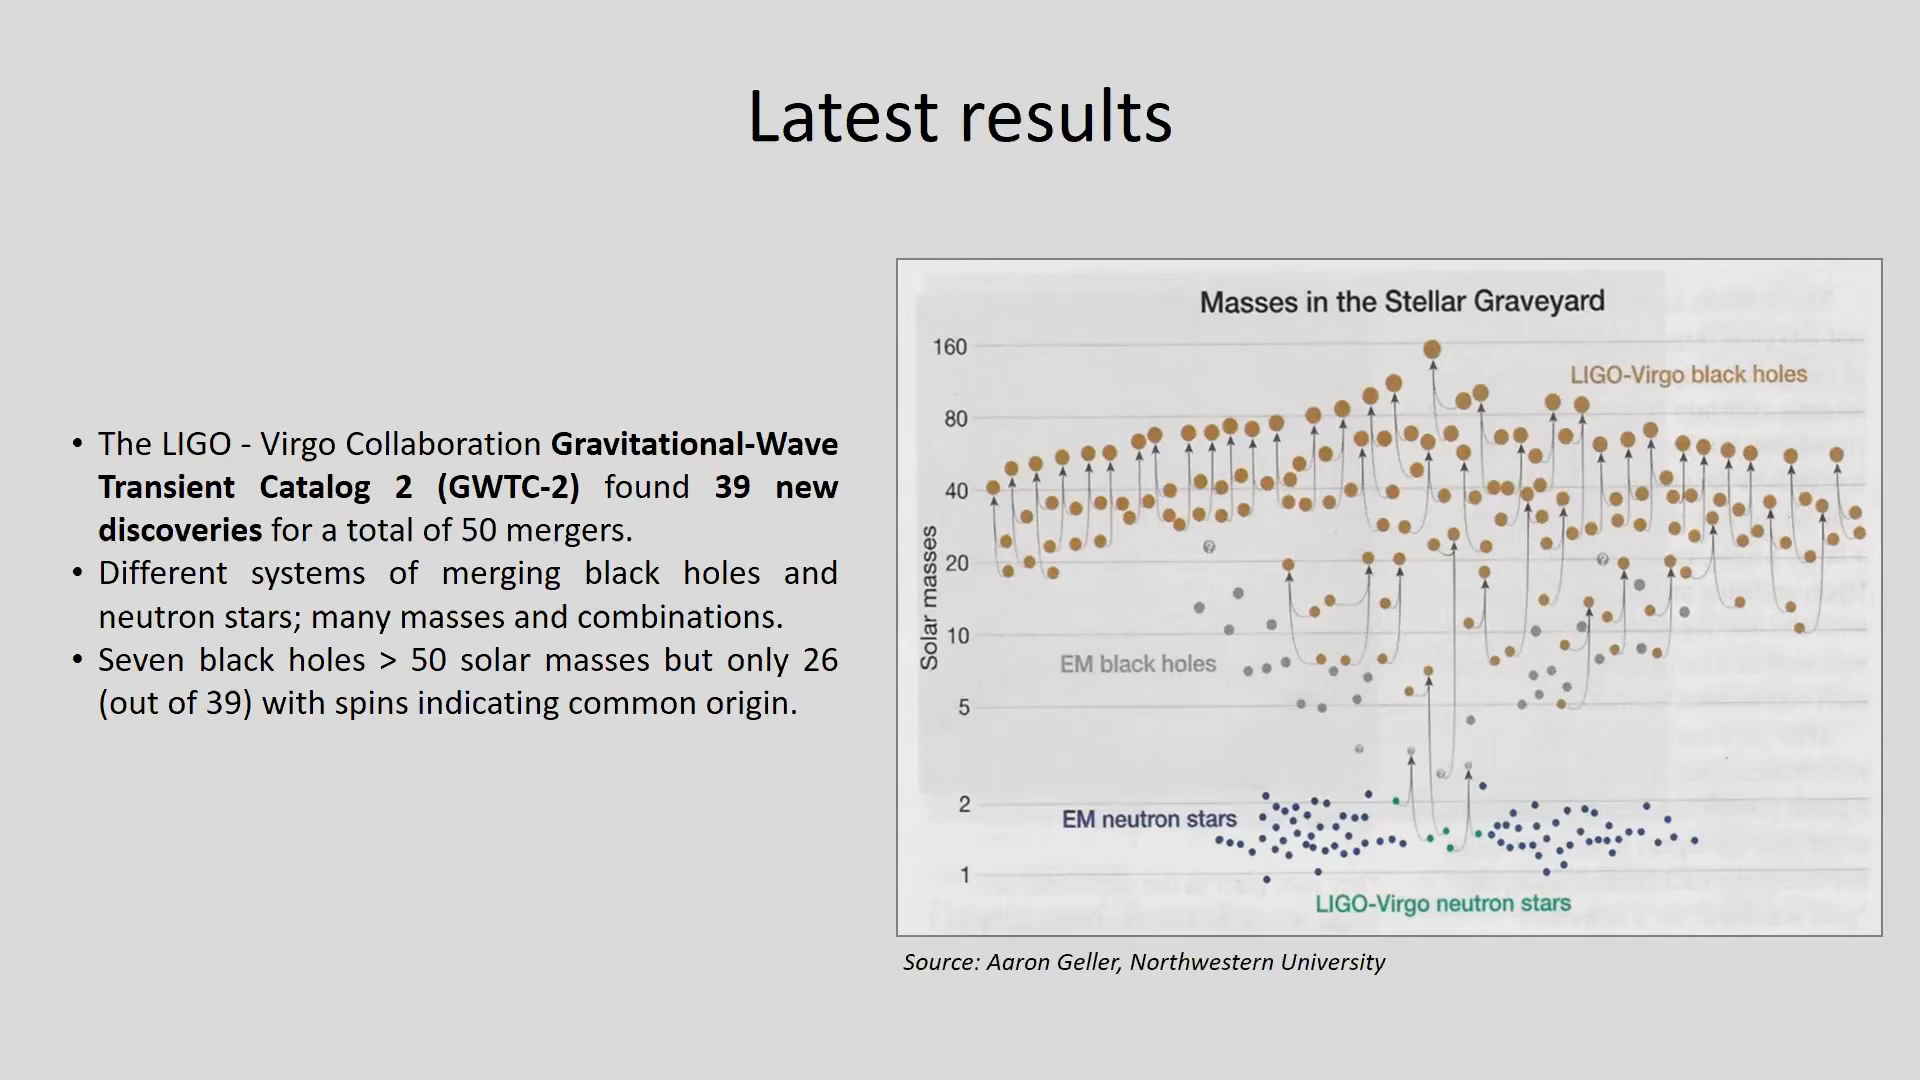 Latest results
• The LIGO - Virgo Collaboration Gravitational-Wave
Transient Catalog 2 (GWTC-2) found 39 new
discoveries for a total of 50 mergers.
• Different systems of merging black holes and
neutron stars; many masses and combinations.
• Seven black holes > 50 solar masses but only 26
(out of 39) with spins indicating common origin.
Masses in the Stellar Graveyard
160
LIGO-Virgo black holes
80
40
20
Solar masses
10
EM black holes
5
2
EM neutron stars
1
LIGO-Virgo neutron stars
Source: Aaron Geller, Northwestern University